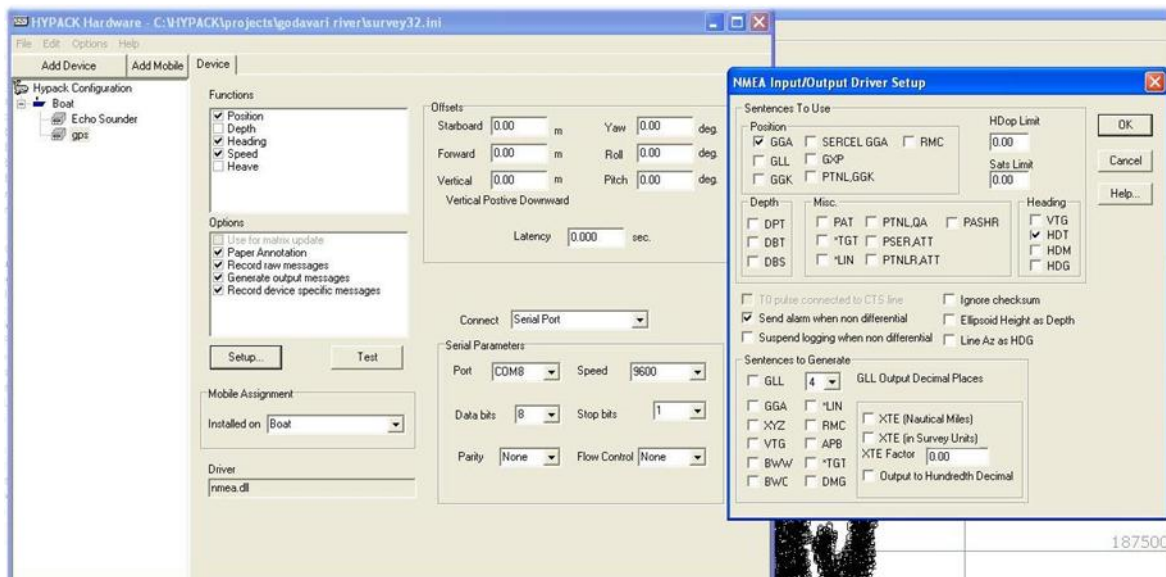 HYPACK Hardware - C:\HYPACK\projects\godavari river\survey32.ini
File Edit Options Help
Add Device Add Mobile Device
Hypack Configuration
Boat
Echo Sounder
gps
Functions
Position
Depth
Heading
Speed
Heave
Options
Use for matrix update
Paper Annotation
Record raw messages
Generate output messages
Record device specific messages
Setup... Test
Mobile Assignment
Installed on Boat
Driver
nmea.dll
Offsets
Starboard 0.00 m Yaw 0.00 deg.
Forward 0.00 m Roll 0.00 deg.
Vertical 0.00 m Pitch 0.00 deg.
Vertical Postive Downward
Latency 0.000 sec.
Connect Serial Port
Serial Parameters
Port COM8 Speed 9600
Data bits 8 Stop bits 1
Parity None Flow Control None
NMEA Input/Output Driver Setup
Sentences To Use
Position
GGA SERCEL GGA RMC
GLL GXP
GGK PTNL,GGK
HDop Limit
0.00
Sats Limit
0.00
OK
Cancel
Help...
Depth
DPT
DBT
DBS
Misc.
PAT PTNL,QA PASHR
*TGT PSER,ATT
*LIN PTNLR,ATT
Heading
VTG
HDT
HDM
HDG
TO pulse connected to CTS line
Send alarm when non differential
Suspend logging when non differential
Ignore checksum
Ellipsoid Height as Depth
Line Az as HDG
Sentences to Generate
GLL 4 GLL Output Decimal Places
GGA *LIN
XYZ RMC
VTG APB
BWW *TGT
BWC DMG
XTE (Nautical Miles)
XTE (in Survey Units)
XTE Factor 0.00
Output to Hundredth Decimal
187500